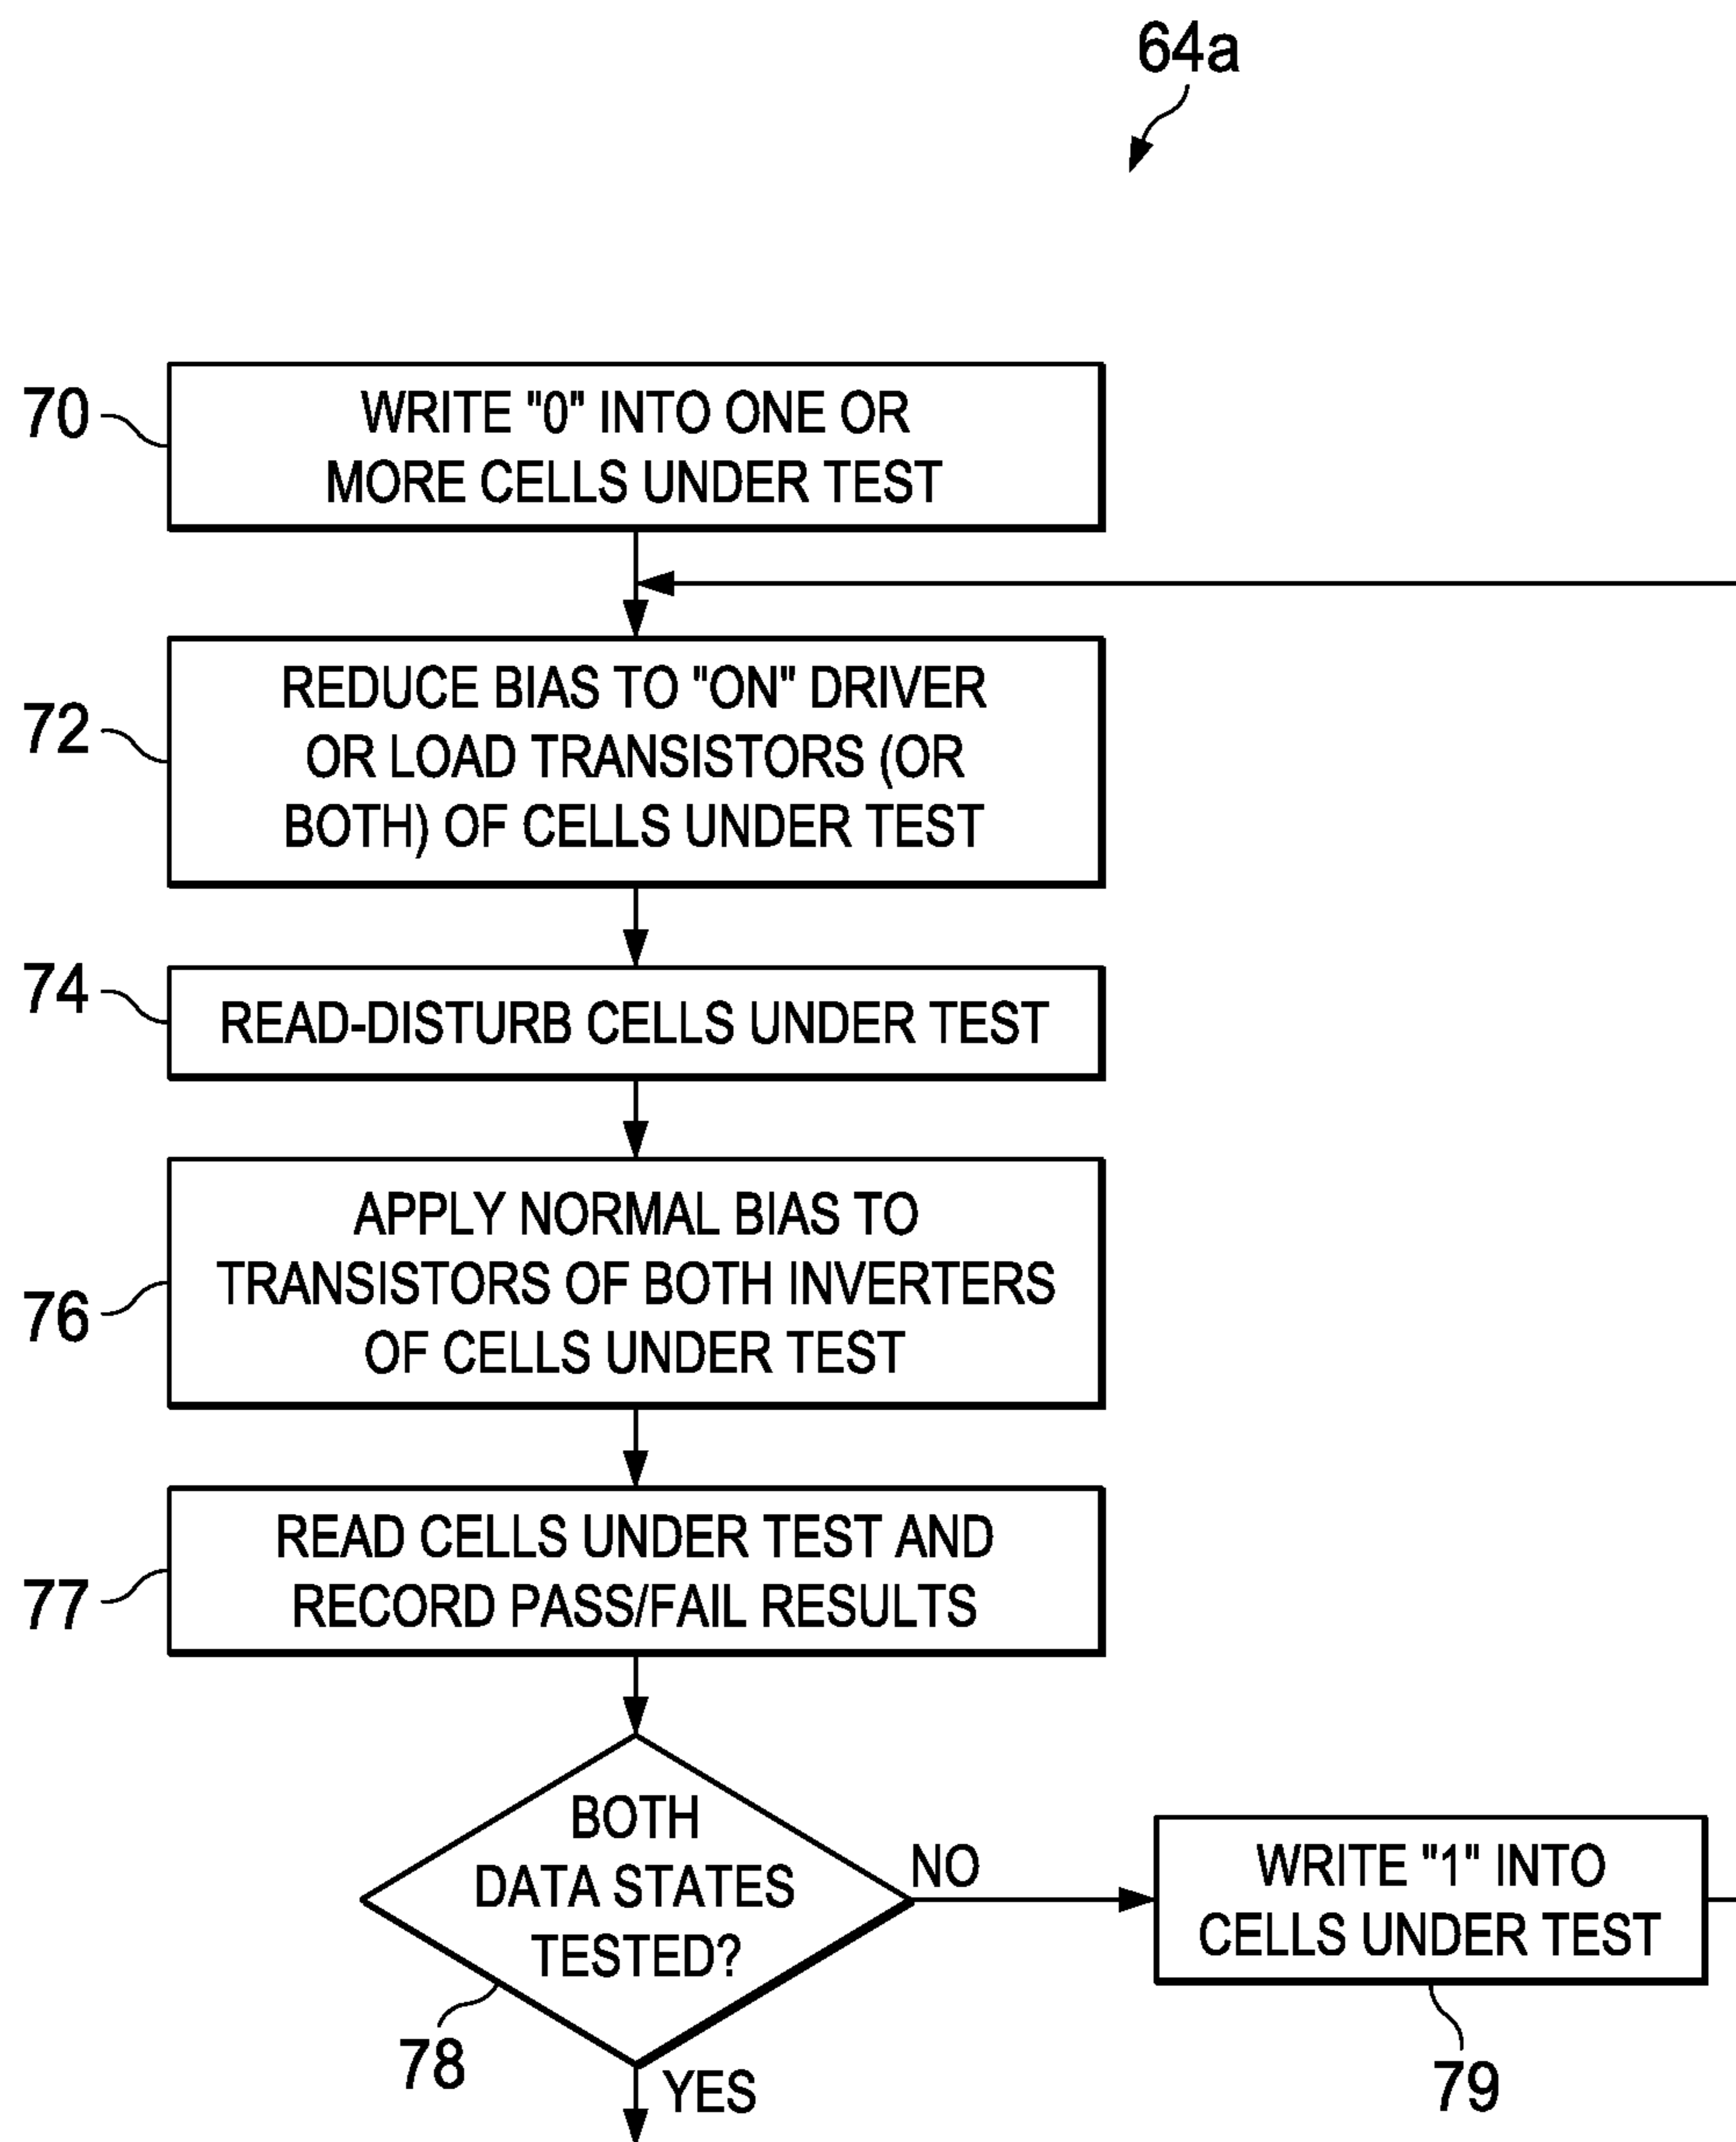 64a
70
WRITE "0" INTO ONE OR
MORE CELLS UNDER TEST
72
REDUCE BIAS TO "ON" DRIVER
OR LOAD TRANSISTORS (OR
BOTH) OF CELLS UNDER TEST
74
READ-DISTURB CELLS UNDER TEST
76
APPLY NORMAL BIAS TO
TRANSISTORS OF BOTH INVERTERS
OF CELLS UNDER TEST
77
READ CELLS UNDER TEST AND
RECORD PASS/FAIL RESULTS
BOTH
DATA STATES
TESTED?
78
NO
WRITE "1" INTO
CELLS UNDER TEST
79
YES